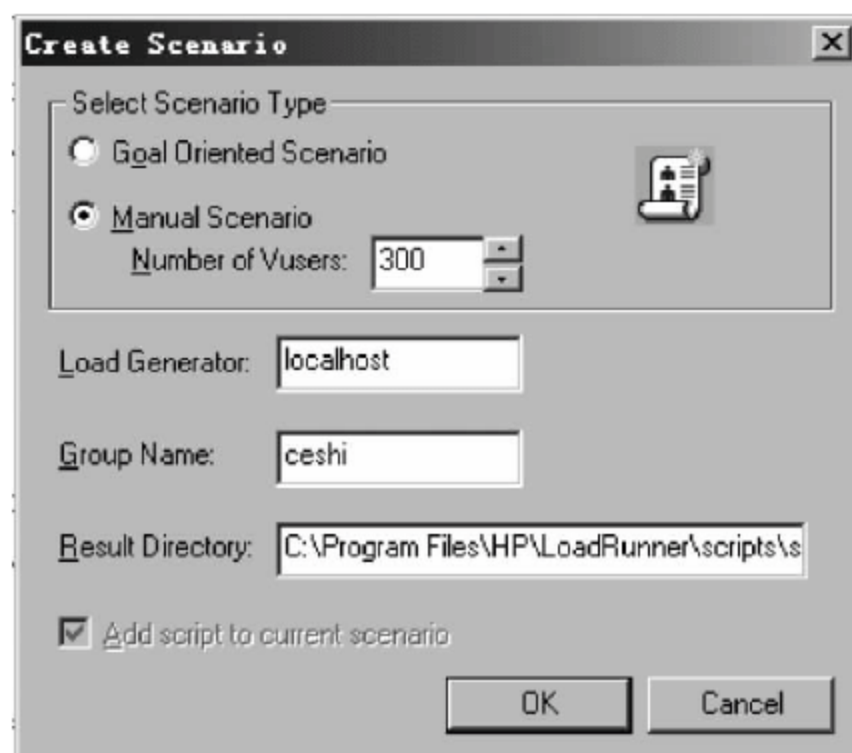 Create Scenario
Select Scenario Type
Goal Oriented Scenario
Manual Scenario
Number of Vusers: 300
Load Generator: localhost
Group Name: ceshi
Result Directory: C:\Program Files\HP\LoadRunner\scripts\s
Add script to current scenario
OK Cancel